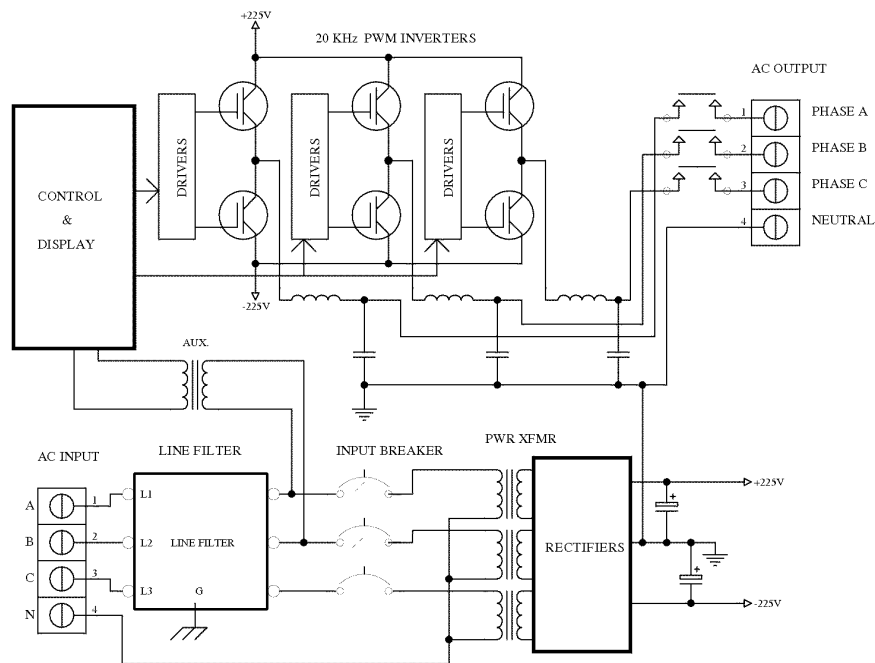 +225V
20 KHz PWM INVERTERS
AC OUTPUT
CONTROL
&
DISPLAY
DRIVERS
DRIVERS
DRIVERS
1
PHASE A
2
PHASE B
3
PHASE C
4
NEUTRAL
-225V
AUX.
AC INPUT
LINE FILTER
INPUT BREAKER
PWR XFMR
A
1
L1
B
2
L2
LINE FILTER
C
3
L3
G
N
4
RECTIFIERS
+225V
+
+
-225V